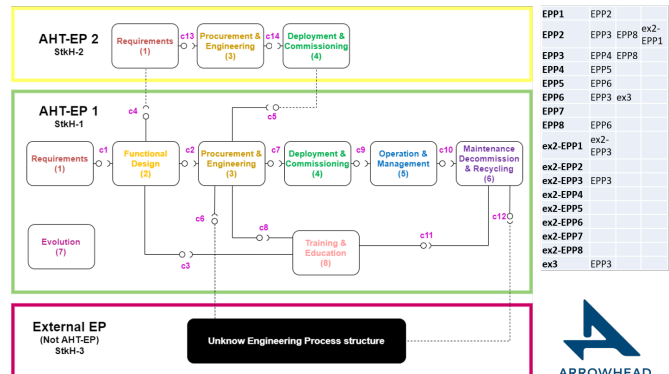 AHT-EP 2
StkH-2
Requirements
(1)
c13
Procurement &
Engineering
(3)
c14
Deployment &
Commissioning
(4)
c4
c5
AHT-EP 1
StkH-1
Requirements
(1)
c1
Functional
Design
(2)
c2
Procurement &
Engineering
(3)
c7
Deployment &
Commissioning
(4)
c9
Operation &
Management
(5)
c10
Maintenance
Decommission
& Recycling
(6)
c6
c8
c11
c12
Evolution
(7)
c3
Training &
Education
(8)
External EP
(Not AHT-EP)
StkH-3
Unknow Engineering Process structure
EPP1 EPP2
EPP2 EPP3 EPP8 ex2-
EPP1
EPP3 EPP4 EPP8
EPP4 EPP5
EPP5 EPP6
EPP6 EPP3 ex3
EPP7
EPP8 EPP6
ex2-EPP1 ex2-
EPP3
ex2-EPP2
ex2-EPP3 EPP3
ex2-EPP4
ex2-EPP5
ex2-EPP6
ex2-EPP7
ex2-EPP8
ex3 EPP3
ARROWHEAD